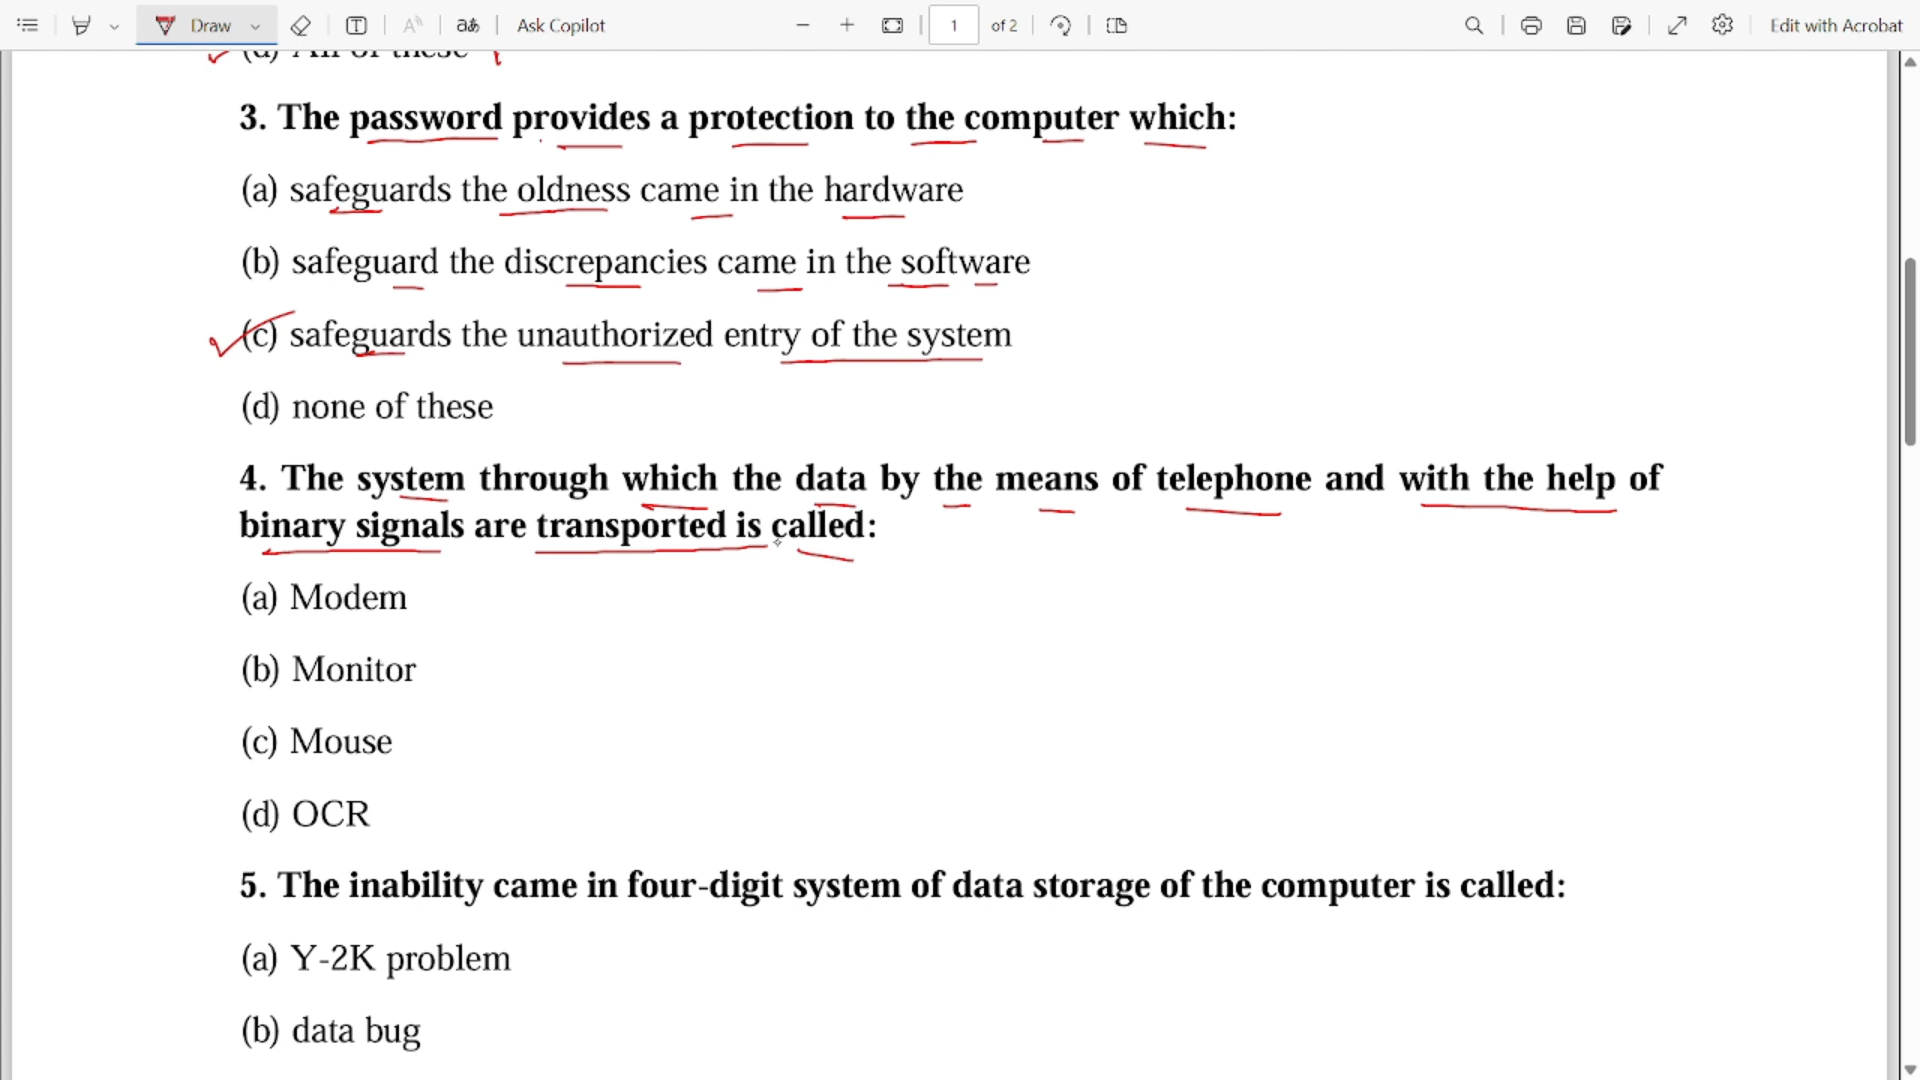 Draw
Ask Copilot
1 of 2
Edit with Acrobat
(d) All of these
3. The password provides a protection to the computer which:
(a) safeguards the oldness came in the hardware
(b) safeguard the discrepancies came in the software
(c) safeguards the unauthorized entry of the system
(d) none of these
4. The system through which the data by the means of telephone and with the help of
binary signals are transported is called:
(a) Modem
(b) Monitor
(c) Mouse
(d) OCR
5. The inability came in four-digit system of data storage of the computer is called:
(a) Y-2K problem
(b) data bug